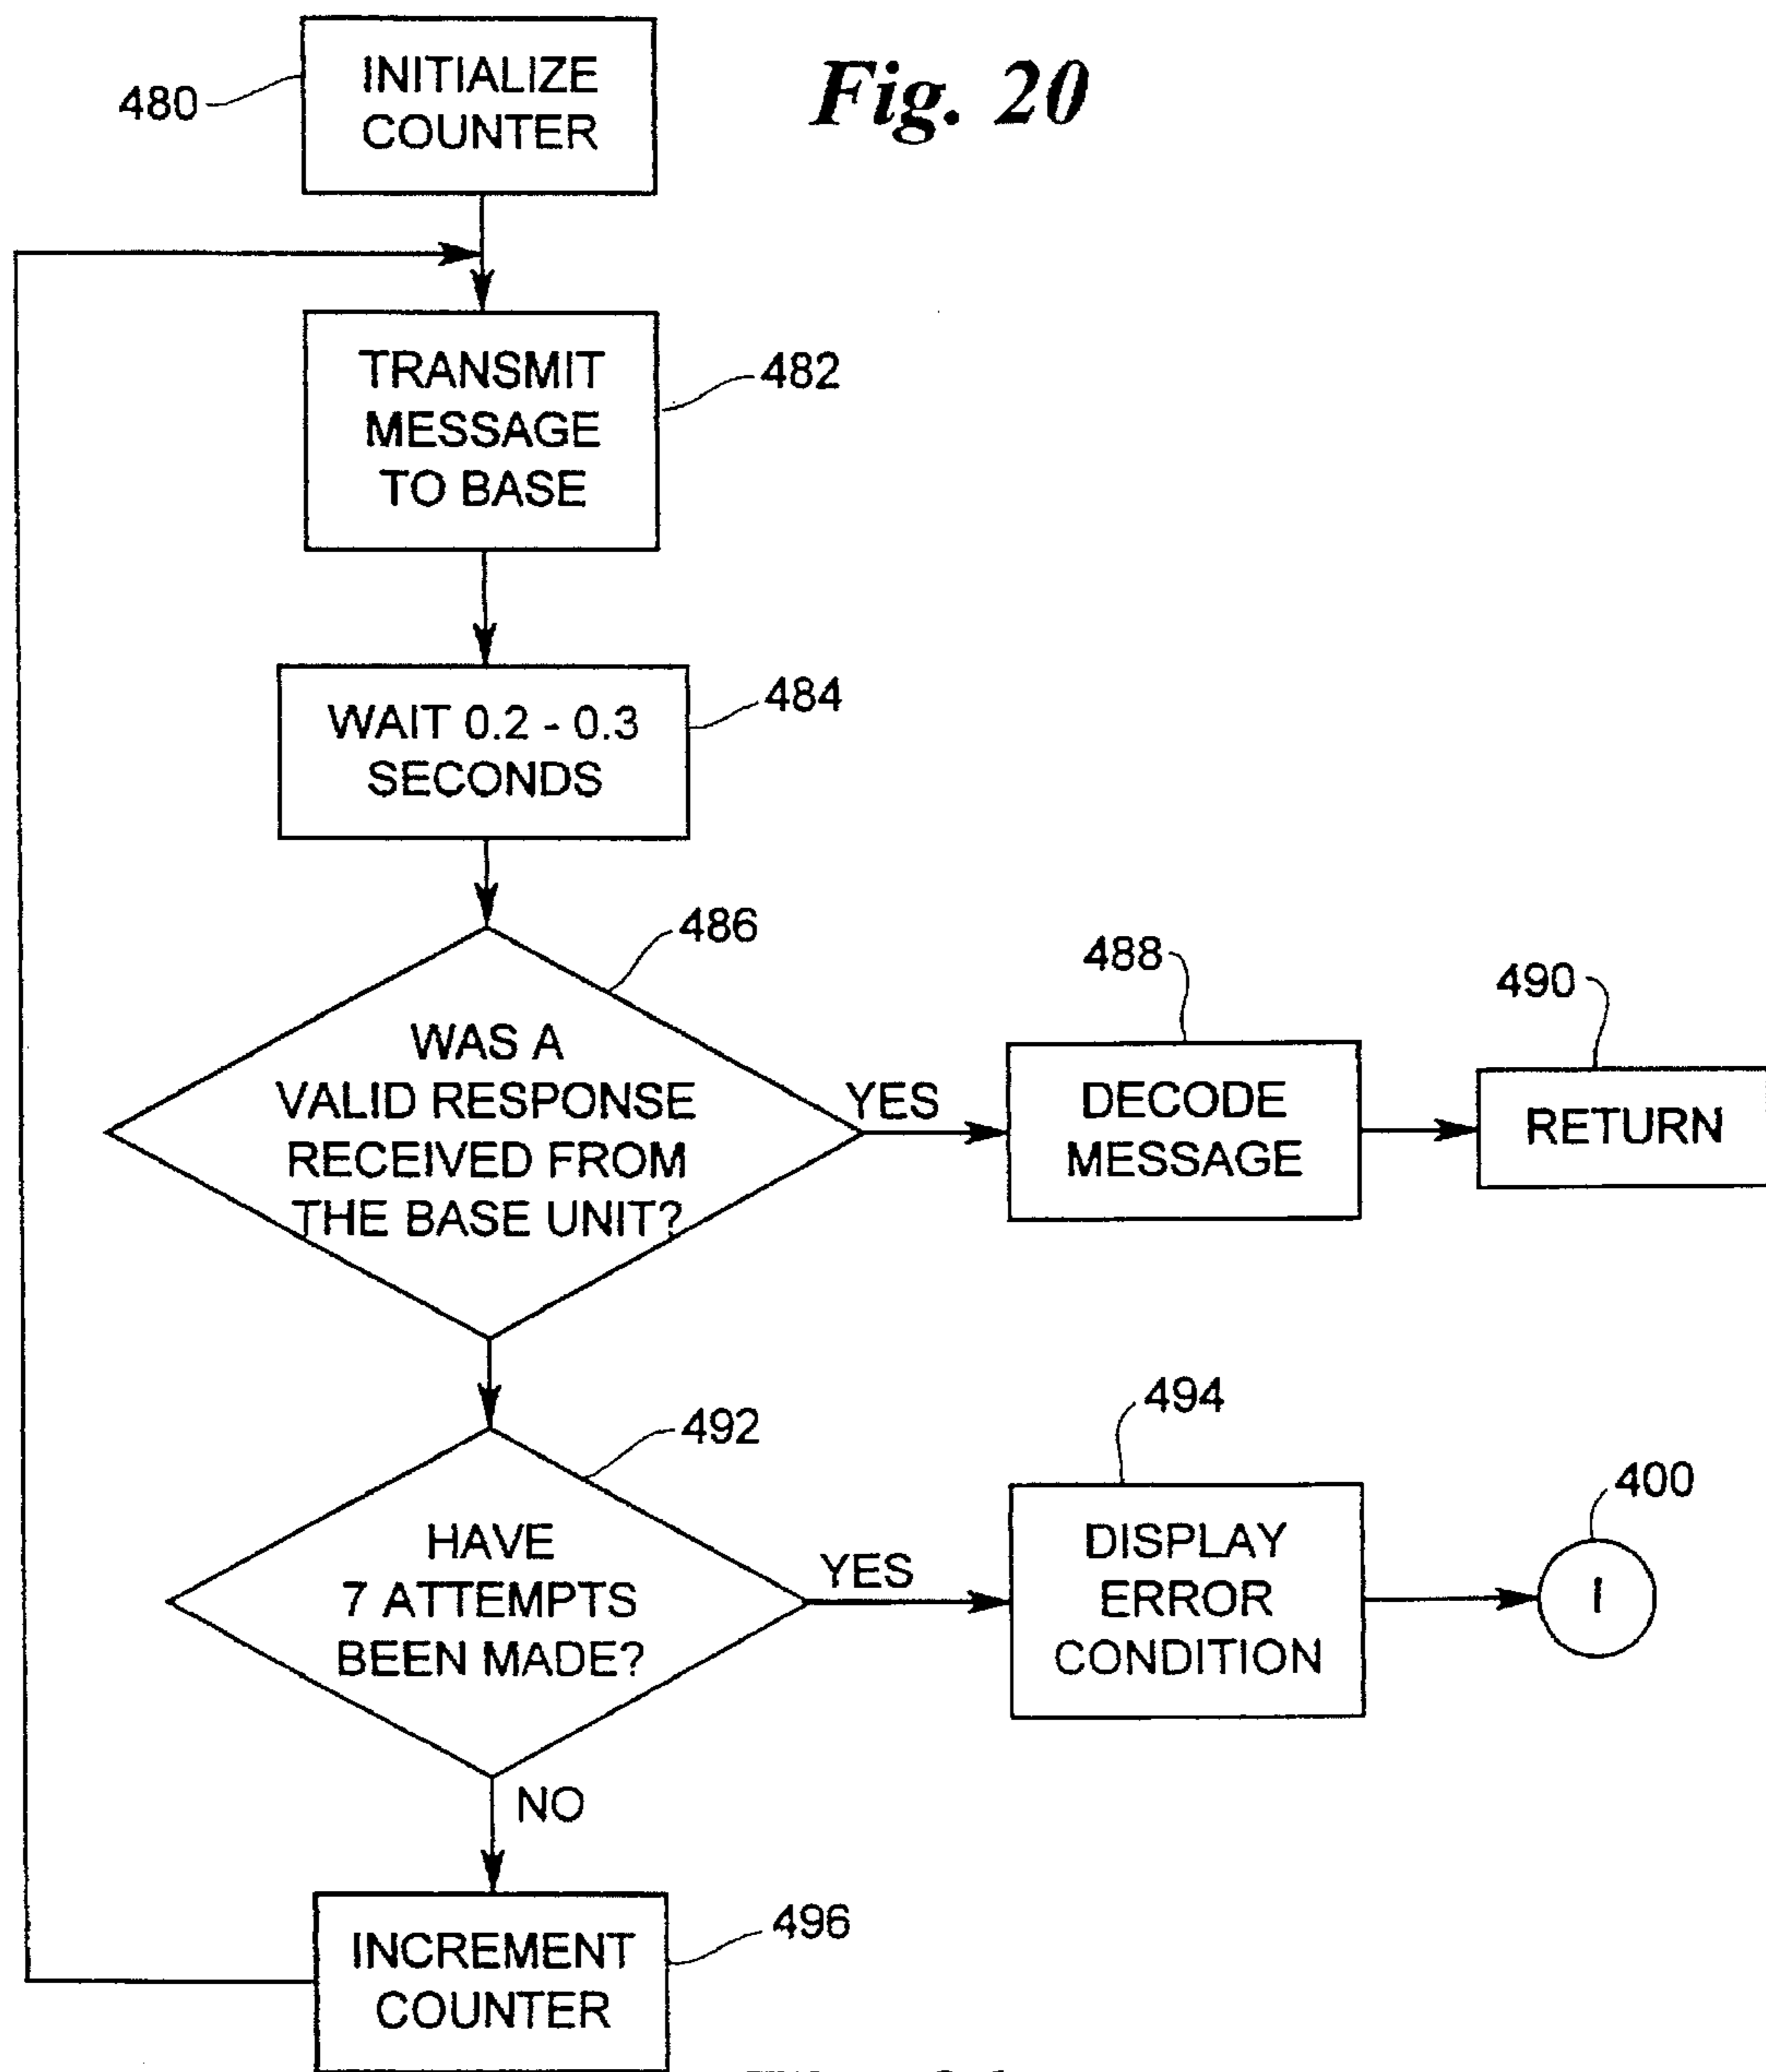 Fig. 20
480
INITIALIZE
COUNTER
TRANSMIT
MESSAGE
TO BASE
482
WAIT 0.2 - 0.3
SECONDS
484
486
WAS A
VALID RESPONSE
RECEIVED FROM
THE BASE UNIT?
YES
488
DECODE
MESSAGE
490
RETURN
492
HAVE
7 ATTEMPTS
BEEN MADE?
YES
494
DISPLAY
ERROR
CONDITION
400
I
NO
INCREMENT
COUNTER
496